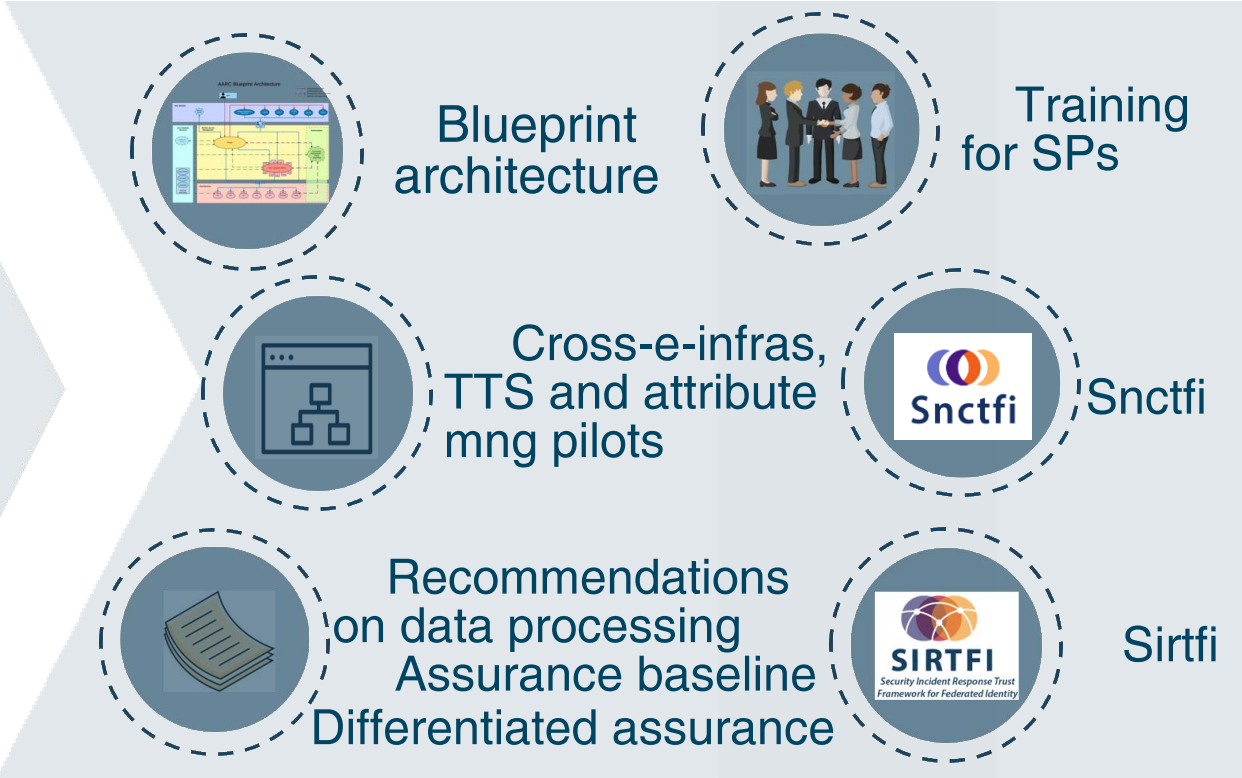 AARC Blueprint Architecture
Blueprint
architecture
Training
for SPs
Cross-e-infras,
TTS and attribute
mng pilots
Snctfi
Snctfi
Recommendations
on data processing
Assurance baseline
Differentiated assurance
SIRTFI
Security Incident Response Trust
Framework for Federated Identity
Sirtfi